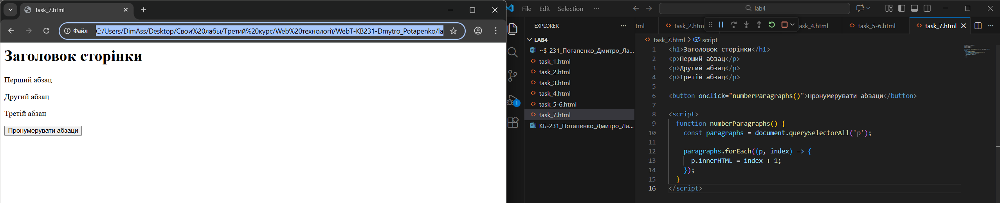 task_7.html
Файл
C:/Users/DimAss/Desktop/Свои%20лабы/Третий%20курс/Web%20технології/WebT-KB231-Dmytro_Potapenko/la
Заголовок сторінки
Перший абзац
Другий абзац
Третій абзац
Пронумерувати абзаци
File Edit Selection ...
lab4
EXPLORER ...
LAB4
~$-231_Потапенко_Дмитро_Ла...
task_1.html
task_2.html
task_3.html
task_4.html
task_5-6.html
task_7.html
КБ-231_Потапенко_Дмитро_Ла...
1
tml task_2.htm ask_4.html task_5-6.html task_7.html ...
task_7.html > script
1 <h1>Заголовок сторінки</h1>
2 <p>Перший абзац</p>
3 <p>Другий абзац</p>
4 <p>Третій абзац</p>
5
6 <button onclick="numberParagraphs()">Пронумерувати абзаци</button>
7
8 <script>
9 function numberParagraphs() {
10 const paragraphs = document.querySelectorAll('p');
11
12 paragraphs.forEach((p, index) => {
13 p.innerHTML = index + 1;
14 });
15 }
16 </script>